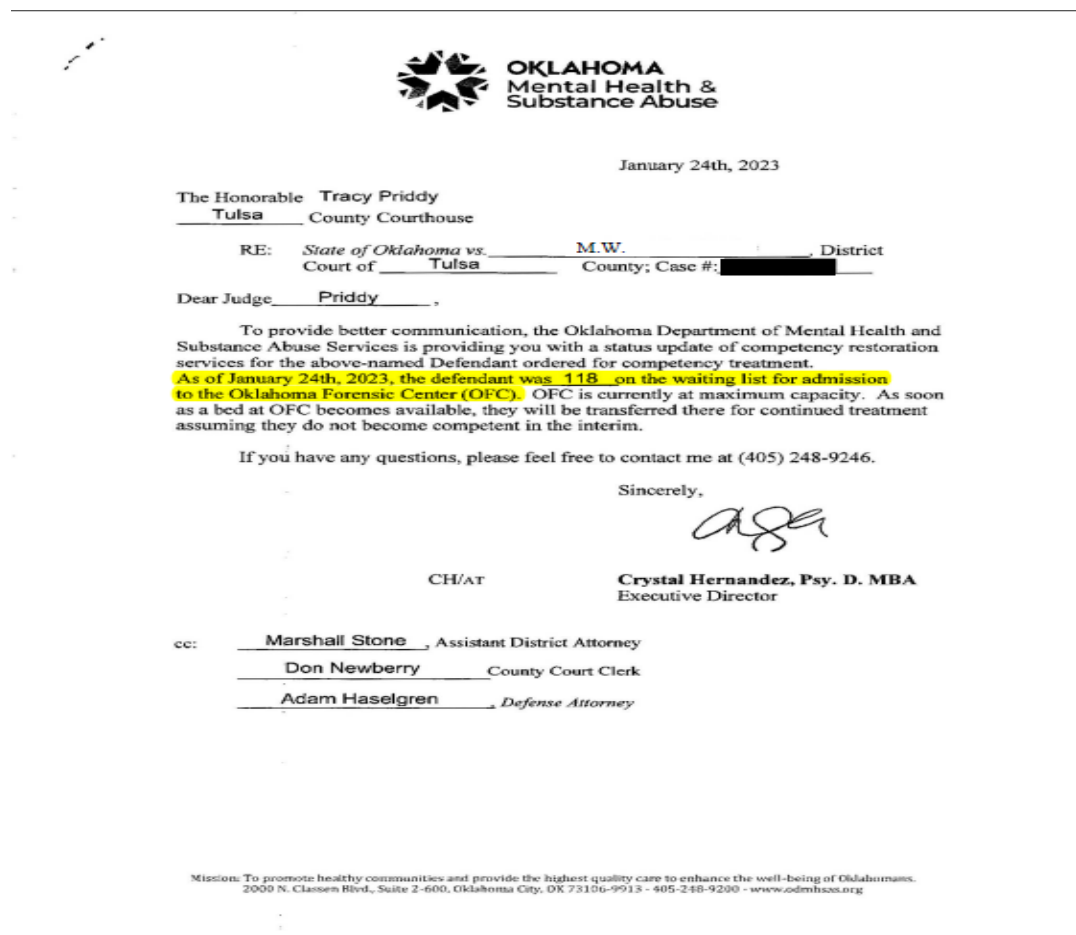 OKLAHOMA
Mental Health &
Substance Abuse
January 24th, 2023
The Honorable Tracy Priddy
Tulsa County Courthouse
RE: State of Oklahoma vs. M.W. , District
Court of Tulsa County; Case #:
Dear Judge Priddy ,
To provide better communication, the Oklahoma Department of Mental Health and
Substance Abuse Services is providing you with a status update of competency restoration
services for the above-named Defendant ordered for competency treatment.
As of January 24th, 2023, the defendant was 118 on the waiting list for admission
to the Oklahoma Forensic Center (OFC). OFC is currently at maximum capacity. As soon
as a bed at OFC becomes available, they will be transferred there for continued treatment
assuming they do not become competent in the interim.
If you have any questions, please feel free to contact me at (405) 248-9246.
Sincerely,
CH/AT Crystal Hernandez, Psy. D. MBA
Executive Director
cc: Marshall Stone , Assistant District Attorney
Don Newberry County Court Clerk
Adam Haselgren , Defense Attorney
Mission: To promote healthy communities and provide the highest quality care to enhance the well-being of Oklahomans.
2000 N. Classen Blvd., Suite 2-600, Oklahoma City, OK 73106-9913 - 405-248-9200 - www.odmhsas.org